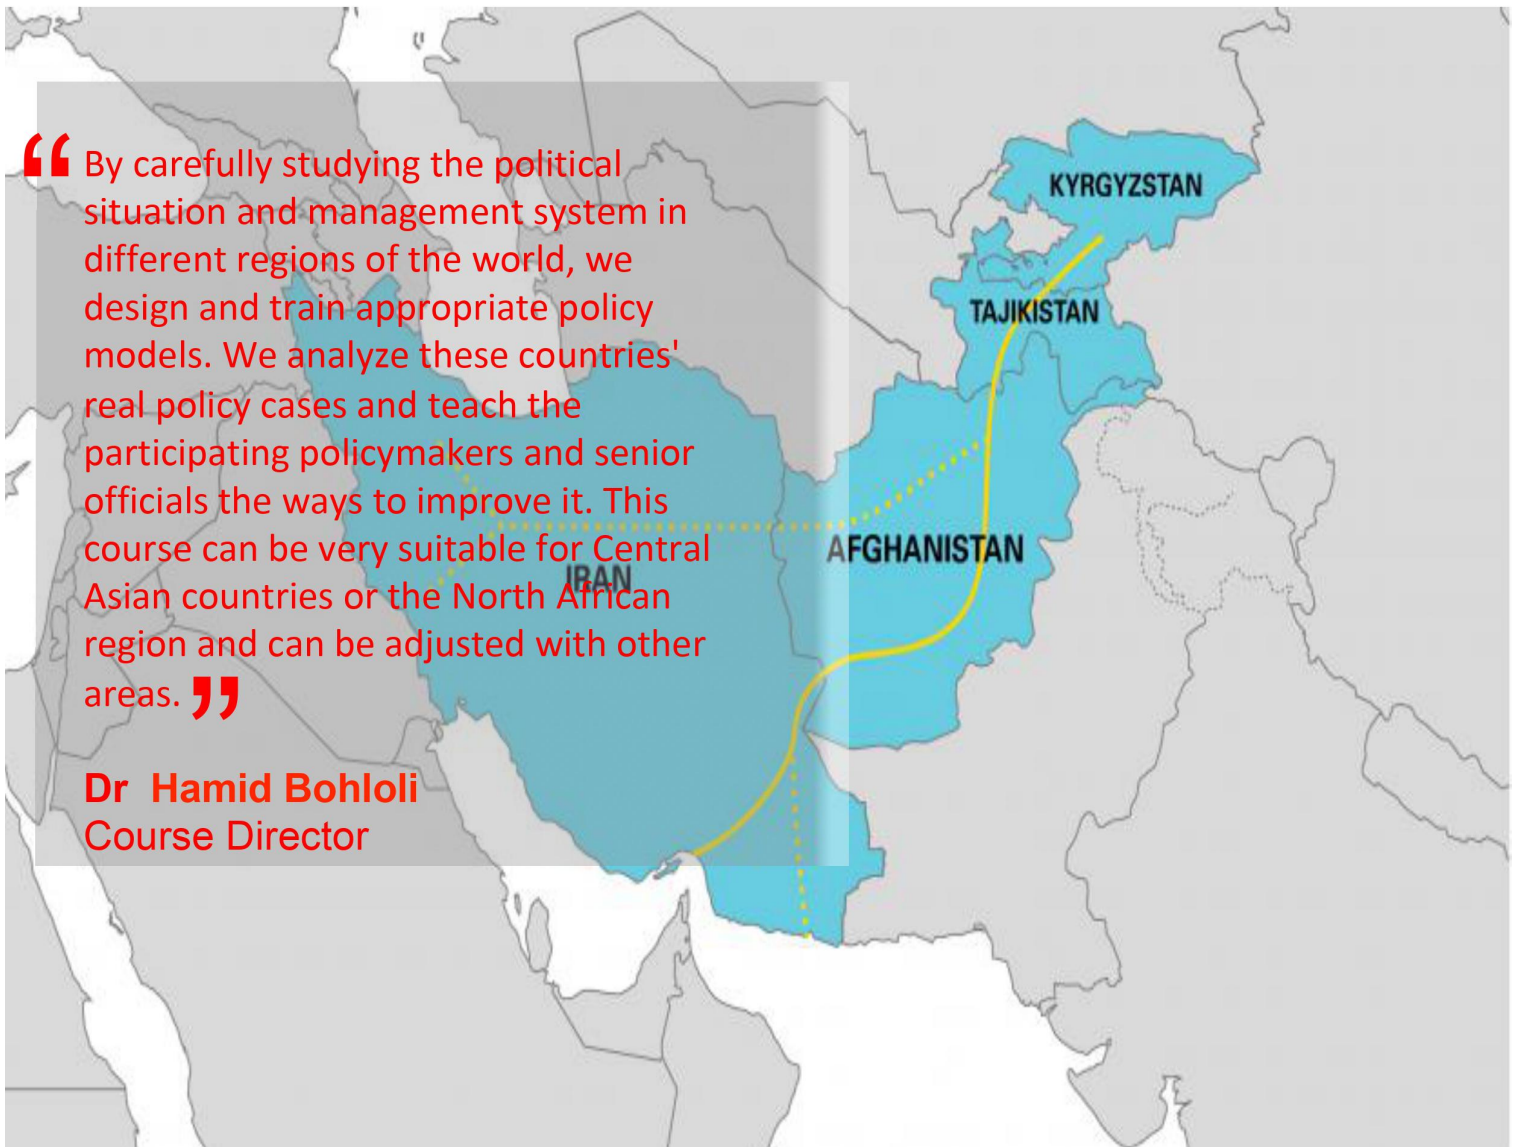 “ By carefully studying the political
situation and management system in
different regions of the world, we
design and train appropriate policy
models. We analyze these countries'
real policy cases and teach the
participating policymakers and senior
officials the ways to improve it. This
course can be very suitable for Central
Asian countries or the North African
region and can be adjusted with other
areas. ”
Dr Hamid Bohloli
Course Director
KYRGYZSTAN
TAJIKISTAN
AFGHANISTAN
IRAN